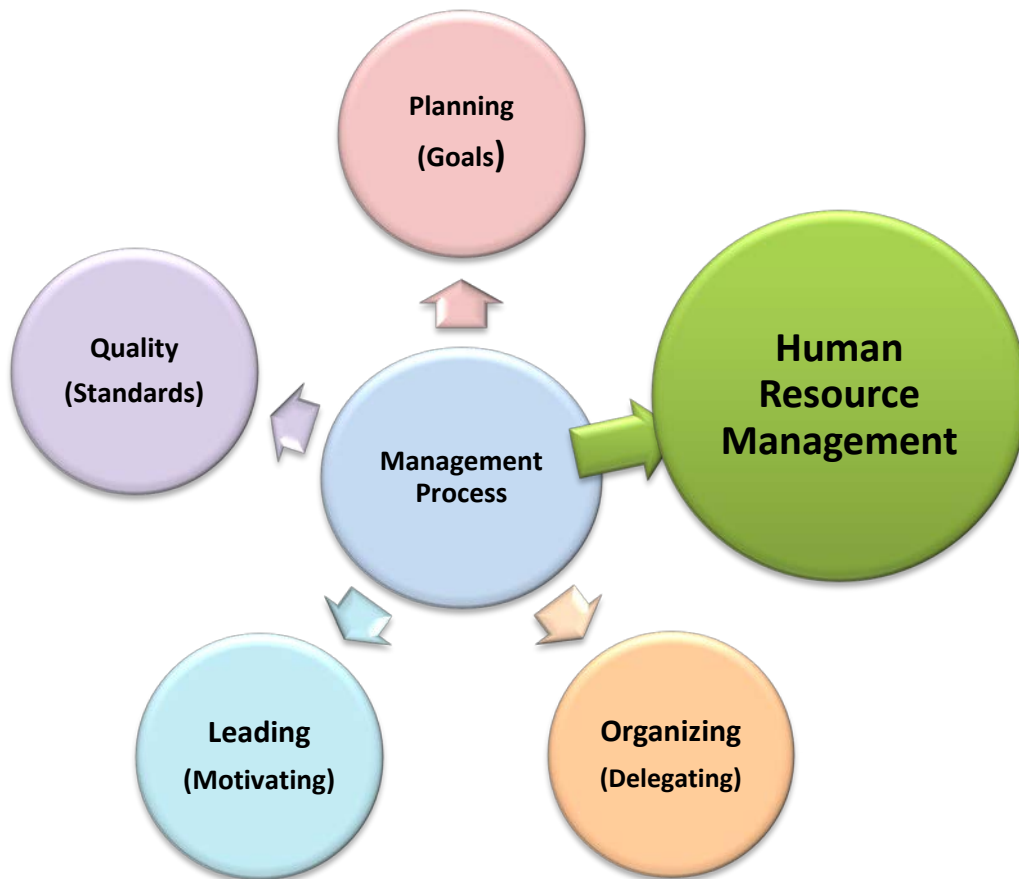 Planning
(Goals)
Human
Resource
Management
Quality
(Standards)
Management
Process
Leading
(Motivating)
Organizing
(Delegating)